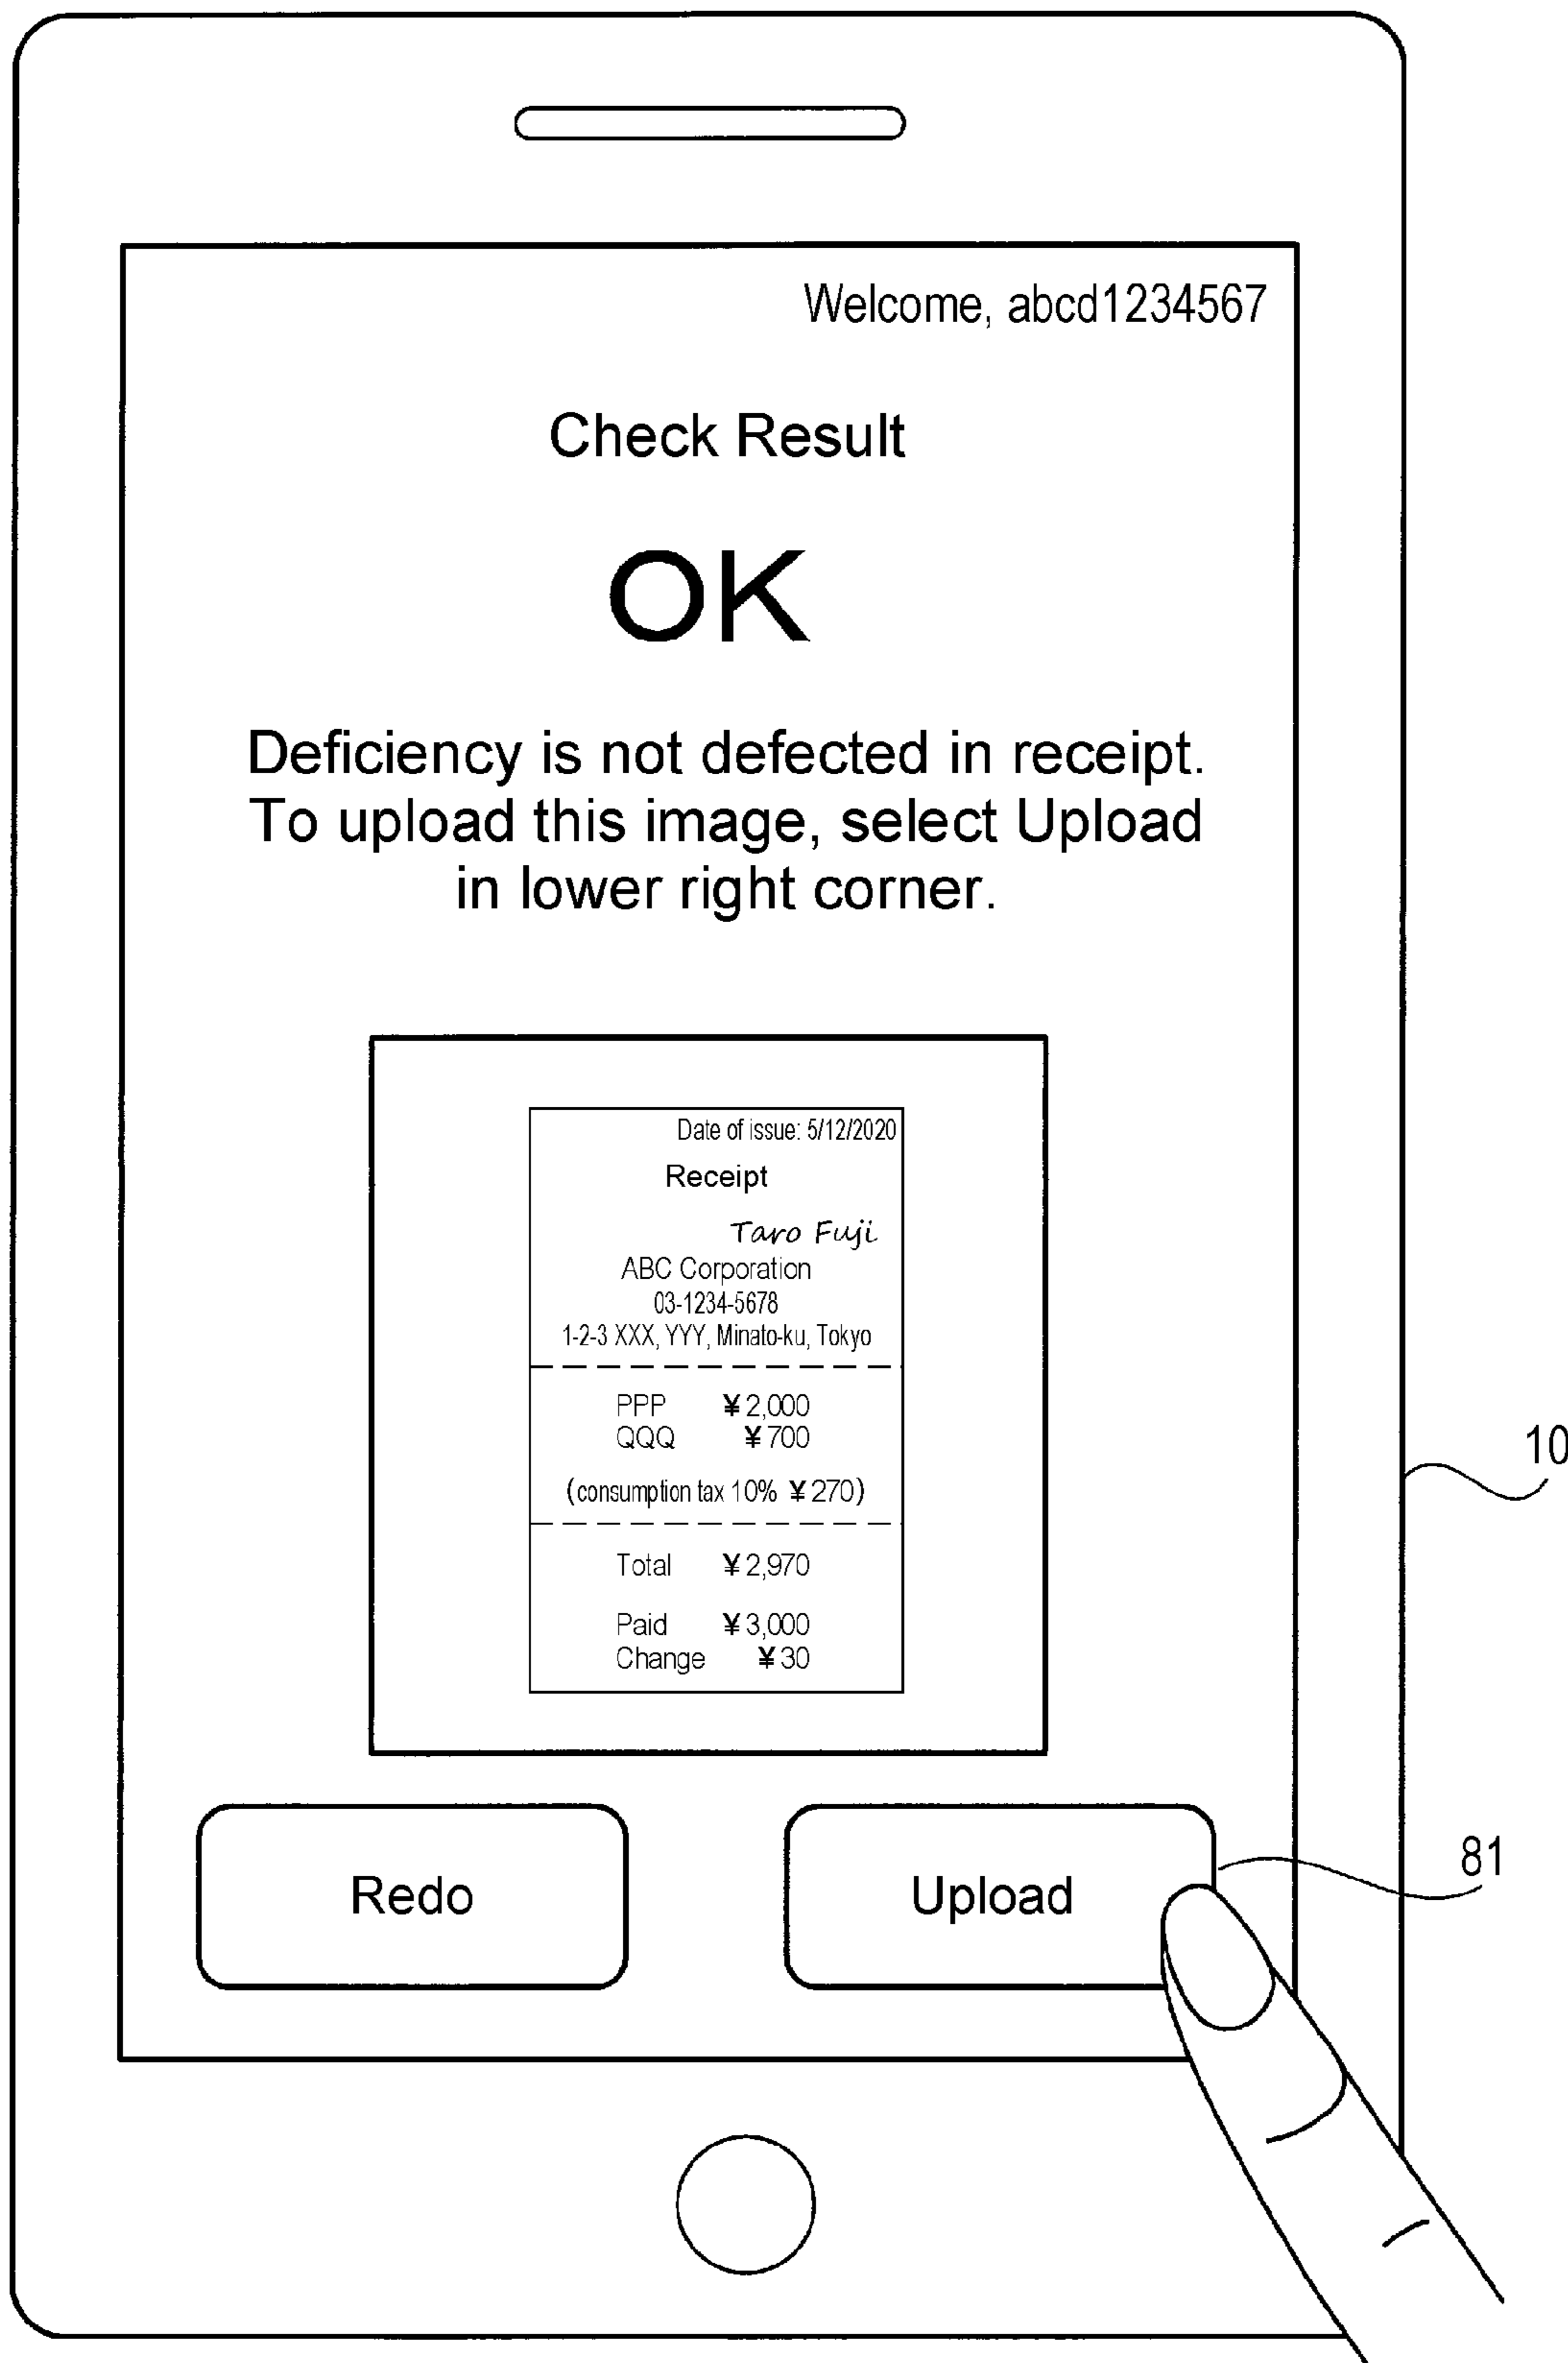 Welcome, abcd1234567
Check Result
OK
Deficiency is not defected in receipt.
To upload this image, select Upload
in lower right corner.
Date of issue: 5/12/2020
Receipt
Taro Fuji
ABC Corporation
03-1234-5678
1-2-3 XXX, YYY, Minato-ku, Tokyo
PPP ¥2,000
QQQ ¥700
(consumption tax 10% ¥270)
Total ¥2,970
Paid ¥3,000
Change ¥30
10
81
Redo Upload